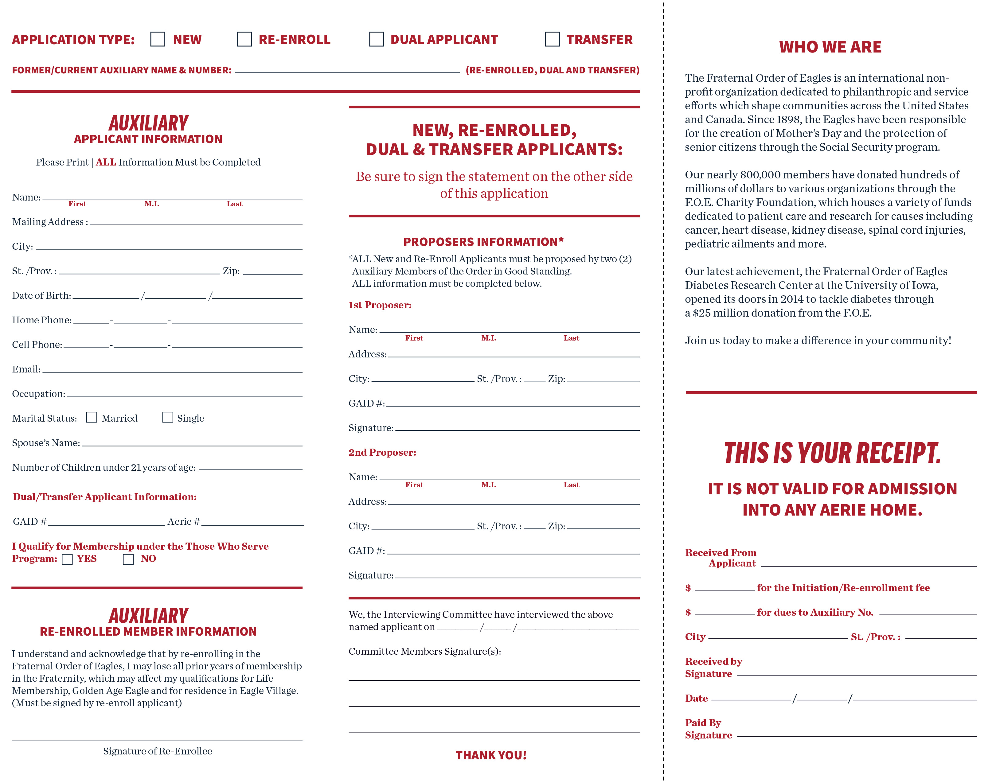 APPLICATION TYPE: NEW RE-ENROLL DUAL APPLICANT TRANSFER
FORMER/CURRENT AUXILIARY NAME & NUMBER: (RE-ENROLLED, DUAL AND TRANSFER)
AUXILIARY
APPLICANT INFORMATION
Please Print | ALL Information Must be Completed
Name:
First M.I. Last
Mailing Address :
City:
St. /Prov. : Zip:
Date of Birth: / /
Home Phone: - -
Cell Phone: - -
Email:
Occupation:
Marital Status: Married Single
Spouse’s Name:
Number of Children under 21 years of age:
Dual/Transfer Applicant Information:
GAID # Aerie #
I Qualify for Membership under the Those Who Serve
Program: YES NO
AUXILIARY
RE-ENROLLED MEMBER INFORMATION
I understand and acknowledge that by re-enrolling in the
Fraternal Order of Eagles, I may lose all prior years of membership
in the Fraternity, which may affect my qualifications for Life
Membership, Golden Age Eagle and for residence in Eagle Village.
(Must be signed by re-enroll applicant)
Signature of Re-Enrollee
NEW, RE-ENROLLED,
DUAL & TRANSFER APPLICANTS:
Be sure to sign the statement on the other side
of this application
PROPOSERS INFORMATION*
*ALL New and Re-Enroll Applicants must be proposed by two (2)
Auxiliary Members of the Order in Good Standing.
ALL information must be completed below.
1st Proposer:
Name:
First M.I. Last
Address:
City: St. /Prov. : Zip:
GAID #:
Signature:
2nd Proposer:
Name:
First M.I. Last
Address:
City: St. /Prov. : Zip:
GAID #:
Signature:
We, the Interviewing Committee have interviewed the above
named applicant on / /
Committee Members Signature(s):
THANK YOU!
WHO WE ARE
The Fraternal Order of Eagles is an international non-
profit organization dedicated to philanthropic and service
efforts which shape communities across the United States
and Canada. Since 1898, the Eagles have been responsible
for the creation of Mother’s Day and the protection of
senior citizens through the Social Security program.
Our nearly 800,000 members have donated hundreds of
millions of dollars to various organizations through the
F.O.E. Charity Foundation, which houses a variety of funds
dedicated to patient care and research for causes including
cancer, heart disease, kidney disease, spinal cord injuries,
pediatric ailments and more.
Our latest achievement, the Fraternal Order of Eagles
Diabetes Research Center at the University of Iowa,
opened its doors in 2014 to tackle diabetes through
a $25 million donation from the F.O.E.
Join us today to make a difference in your community!
THIS IS YOUR RECEIPT.
IT IS NOT VALID FOR ADMISSION
INTO ANY AERIE HOME.
Received From
Applicant
$ for the Initiation/Re-enrollment fee
$ for dues to Auxiliary No.
City St. /Prov. :
Received by
Signature
Date / /
Paid By
Signature